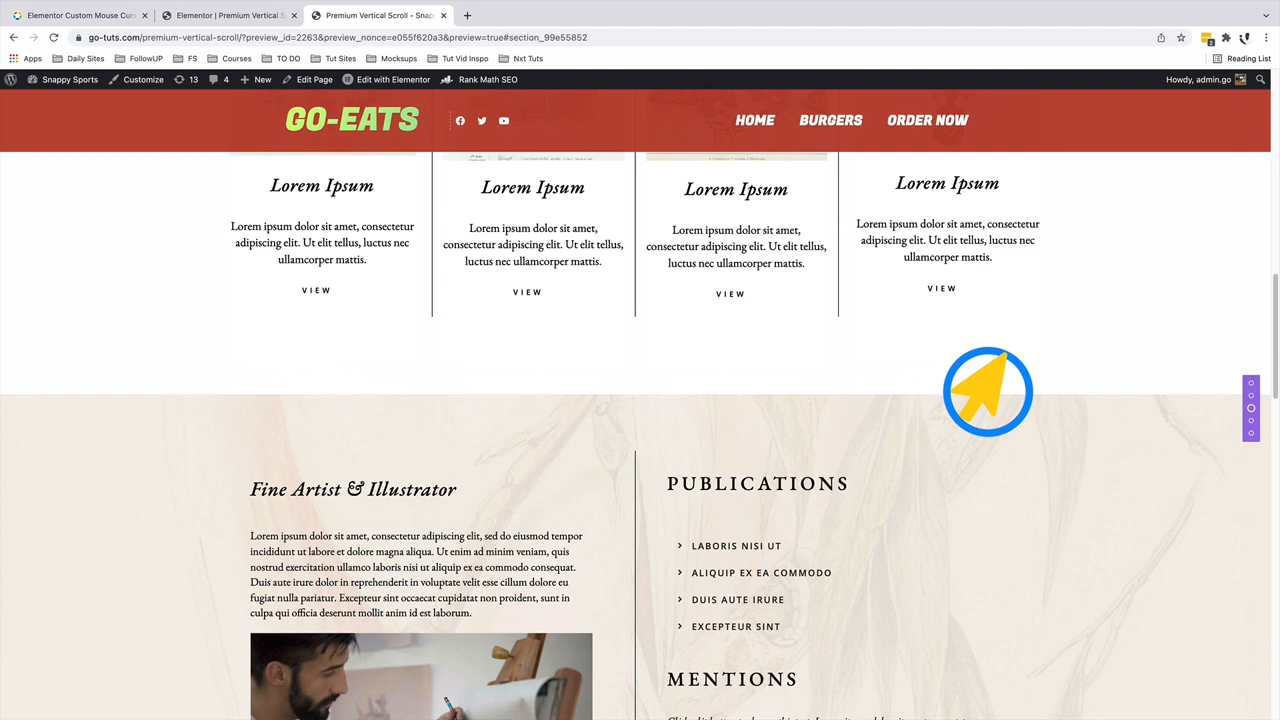 Elementor Custom Mouse Curs
Elementor | Premium Vertical S
Premium Vertical Scroll – Snap
go-tuts.com/premium-vertical-scroll/?preview_id=2263&preview_nonce=e055f620a3&preview=true#section_99e55852
2
Apps Daily Sites FollowUP FS Courses TO DO Tut Sites Mocksups Tut Vid Inspo Nxt Tuts Reading List
Snappy Sports Customize 13 4 New Edit Page Edit with Elementor Rank Math SEO Howdy, admin.go
GO-EATS HOME BURGERS ORDER NOW
Lorem Ipsum
Lorem ipsum dolor sit amet, consectetur
adipiscing elit. Ut elit tellus, luctus nec
ullamcorper mattis.
VIEW
Lorem Ipsum
Lorem ipsum dolor sit amet,
consectetur adipiscing elit. Ut elit tellus,
luctus nec ullamcorper mattis.
VIEW
Lorem Ipsum
Lorem ipsum dolor sit amet,
consectetur adipiscing elit. Ut elit tellus,
luctus nec ullamcorper mattis.
VIEW
Lorem Ipsum
Lorem ipsum dolor sit amet, consectetur
adipiscing elit. Ut elit tellus, luctus nec
ullamcorper mattis.
VIEW
Fine Artist & Illustrator
Lorem ipsum dolor sit amet, consectetur adipiscing elit, sed do eiusmod tempor
incididunt ut labore et dolore magna aliqua. Ut enim ad minim veniam, quis
nostrud exercitation ullamco laboris nisi ut aliquip ex ea commodo consequat.
Duis aute irure dolor in reprehenderit in voluptate velit esse cillum dolore eu
fugiat nulla pariatur. Excepteur sint occaecat cupidatat non proident, sunt in
culpa qui officia deserunt mollit anim id est laborum.
PUBLICATIONS
LABORIS NISI UT
ALIQUIP EX EA COMMODO
DUIS AUTE IRURE
EXCEPTEUR SINT
MENTIONS